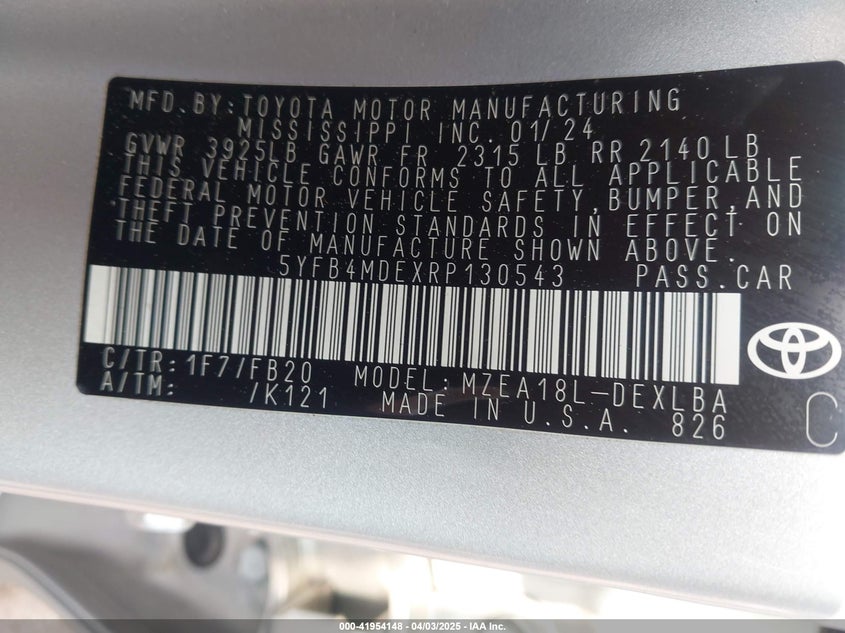 MFD.BY:TOYOTA MOTOR MANUFACTURING
MISSISSIPPI INC 01/24
GVWR 3925LB GAWR FR 2315 LB RR 2140 LB
THIS VEHICLE CONFORMS TO ALL APPLICABLE
FEDERAL MOTOR VEHICLE SAFETY,BUMPER,AND
THEFT PREVENTION STANDARDS IN EFFECT ON
THE DATE OF MANUFACTURE SHOWN ABOVE.
5YFB4MDEXRP130543 PASS.CAR
C/TR:1F7/FB20 MODEL:MZEA18L-DEXLBA
A/TM: /K121 MADE IN U.S.A. 826
C
000-41954148 - 04/03/2025 - IAA Inc.